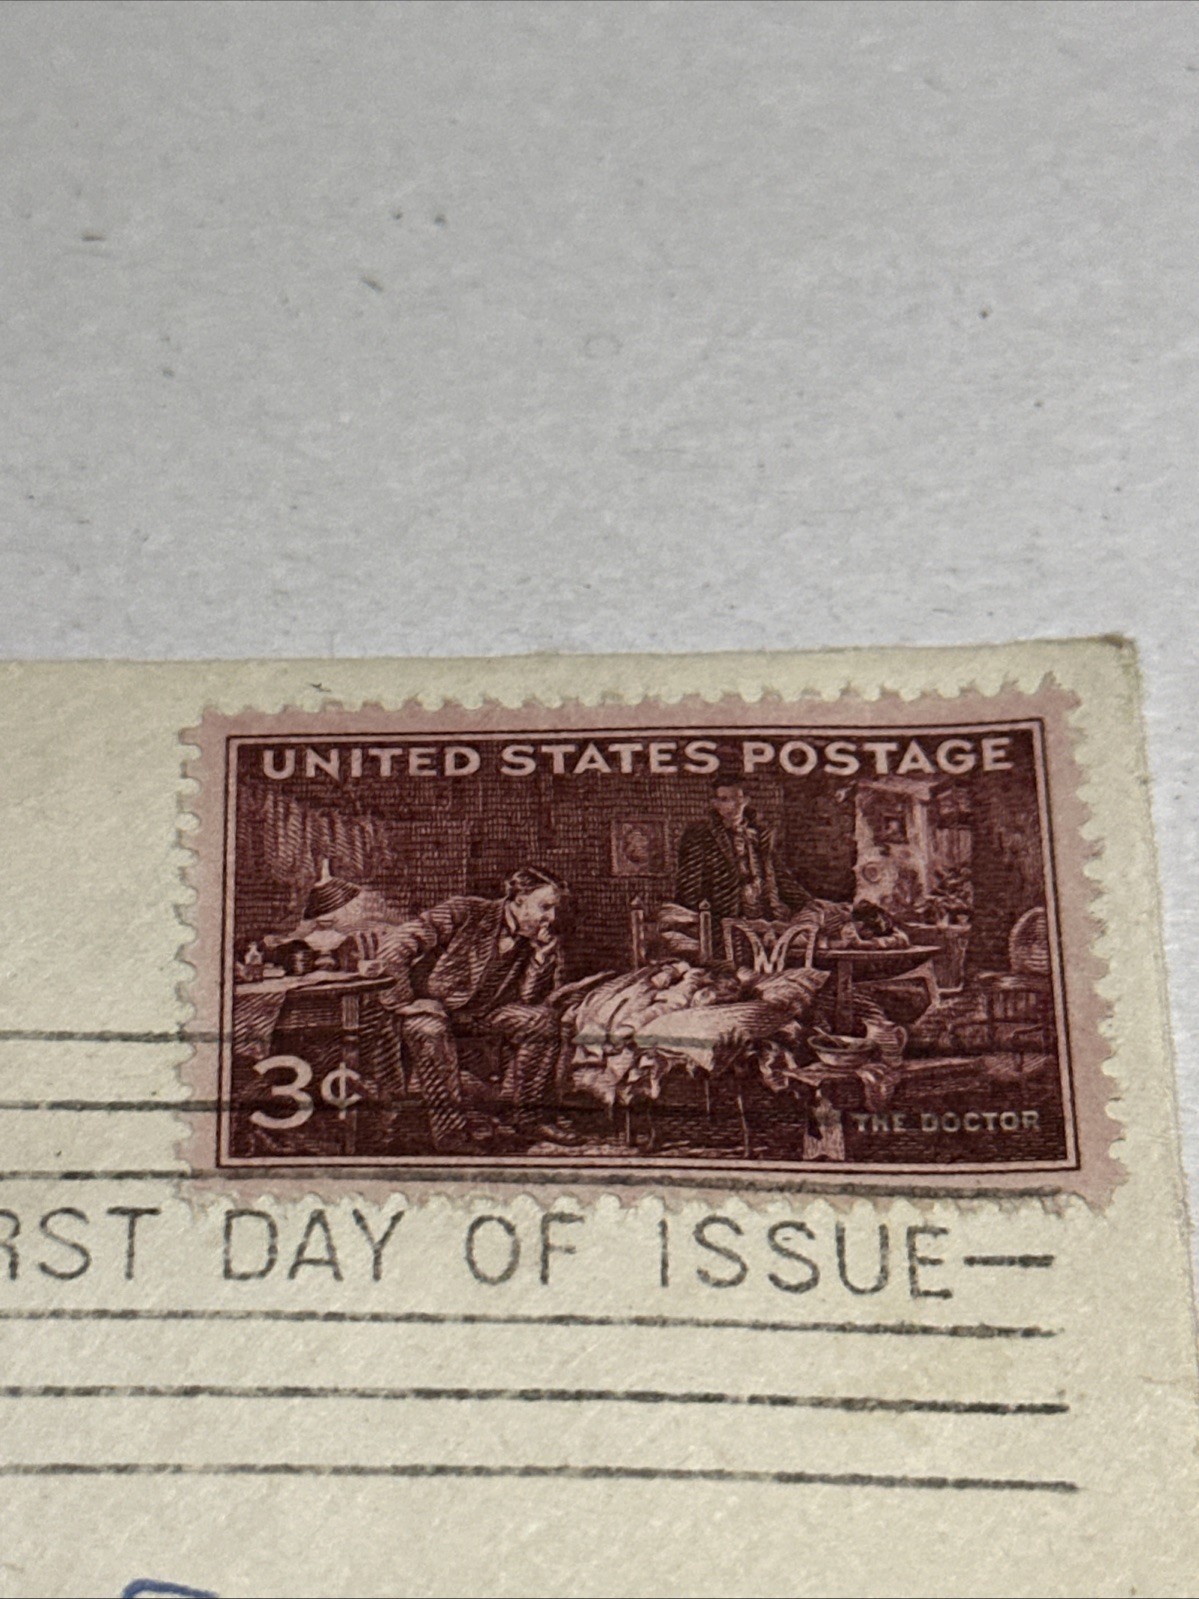 UNITED STATES POSTAGE
3¢
THE DOCTOR
RST DAY OF ISSUE—